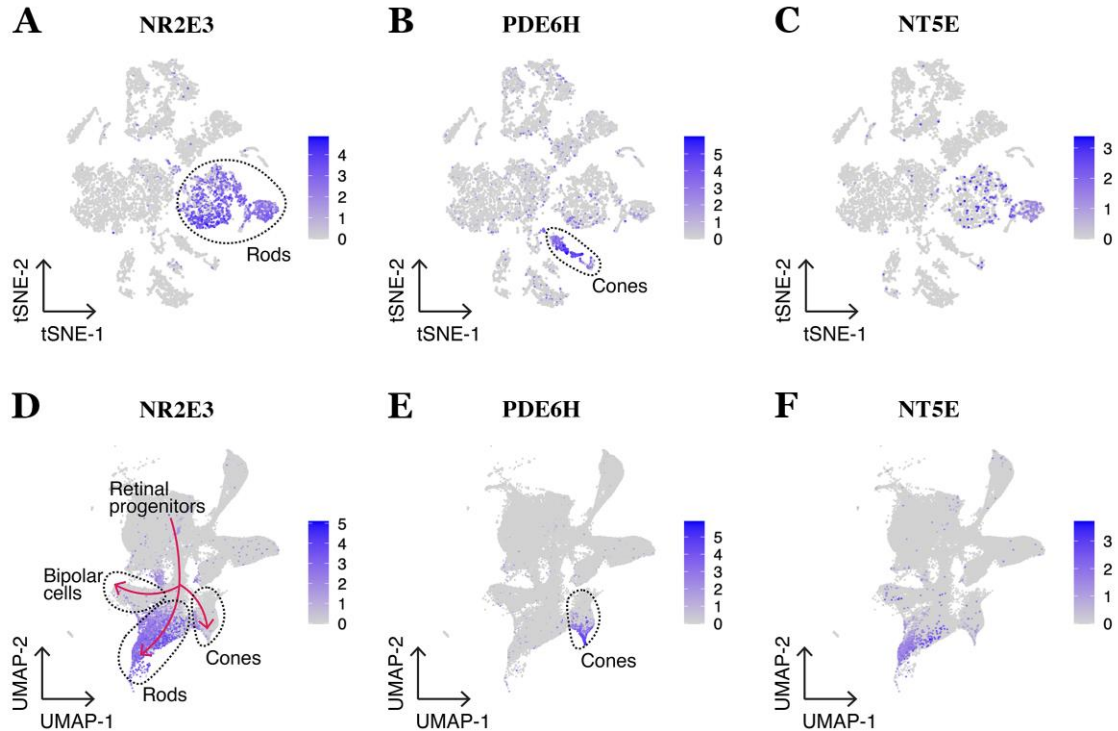 A
NR2E3
4
3
2
1
0
Rods
tSNE-2
tSNE-1
B
PDE6H
5
4
3
2
1
0
Cones
tSNE-2
tSNE-1
C
NT5E
3
2
1
0
tSNE-2
tSNE-1
D
NR2E3
Retinal
progenitors
5
4
3
2
1
0
Bipolar
cells
Cones
Rods
UMAP-2
UMAP-1
E
PDE6H
5
4
3
2
1
0
Cones
UMAP-2
UMAP-1
F
NT5E
3
2
1
0
UMAP-2
UMAP-1